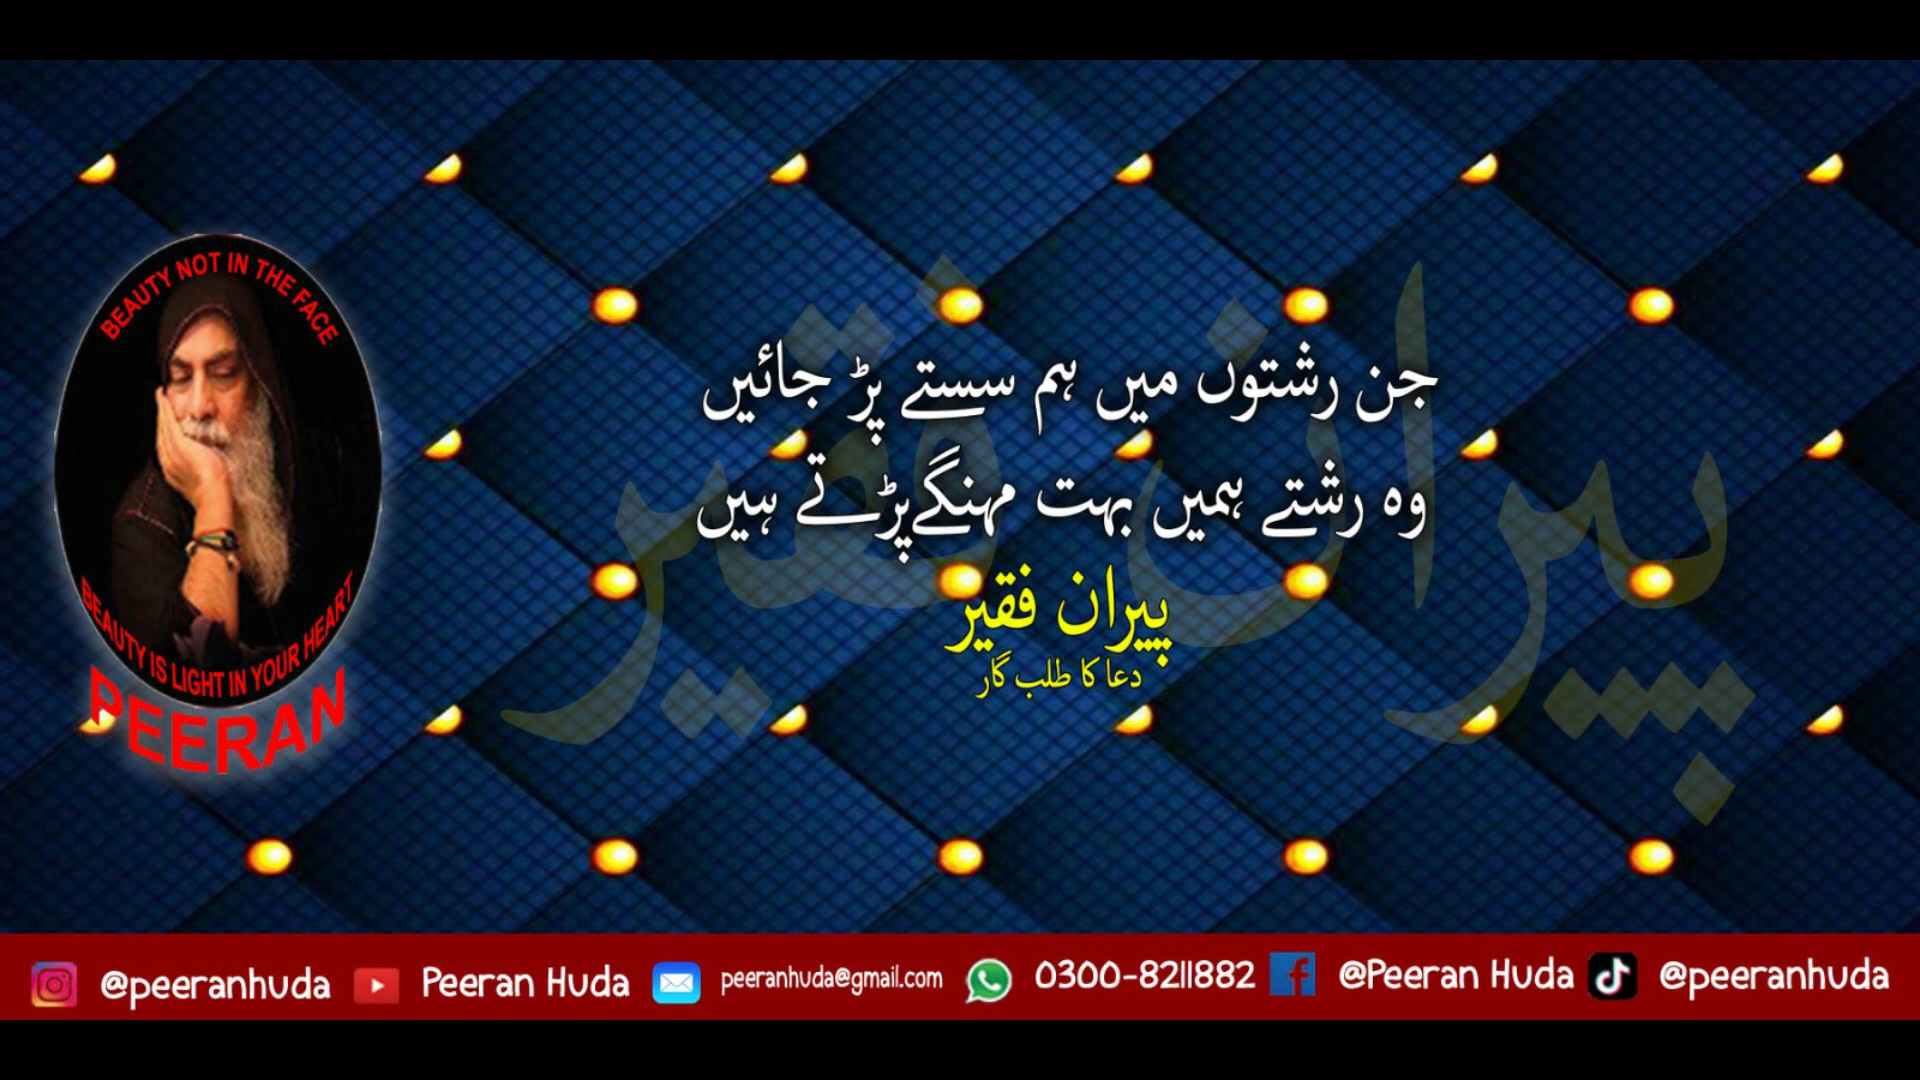 BEAUTY NOT IN THE FACE
BEAUTY IS LIGHT IN YOUR HEART
PEERAN
پیران فقیر
جن رشتوں میں ہم سستے پڑ جائیں
وہ رشتے ہمیں بہت مہنگے پڑتے ہیں
پیران فقیر
دعا کا طلب گار
@peeranhuda Peeran Huda peeranhuda@gmail.com 0300-8211882 @Peeran Huda @peeranhuda